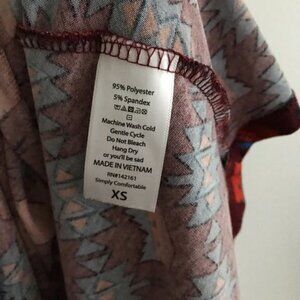 95% Polyester
5% Spandex
Machine Wash Cold
Gentle Cycle
Do Not Bleach
Hang Dry
or you'll be sad
MADE IN VIETNAM
RN#142161
Simply Comfortable
XS